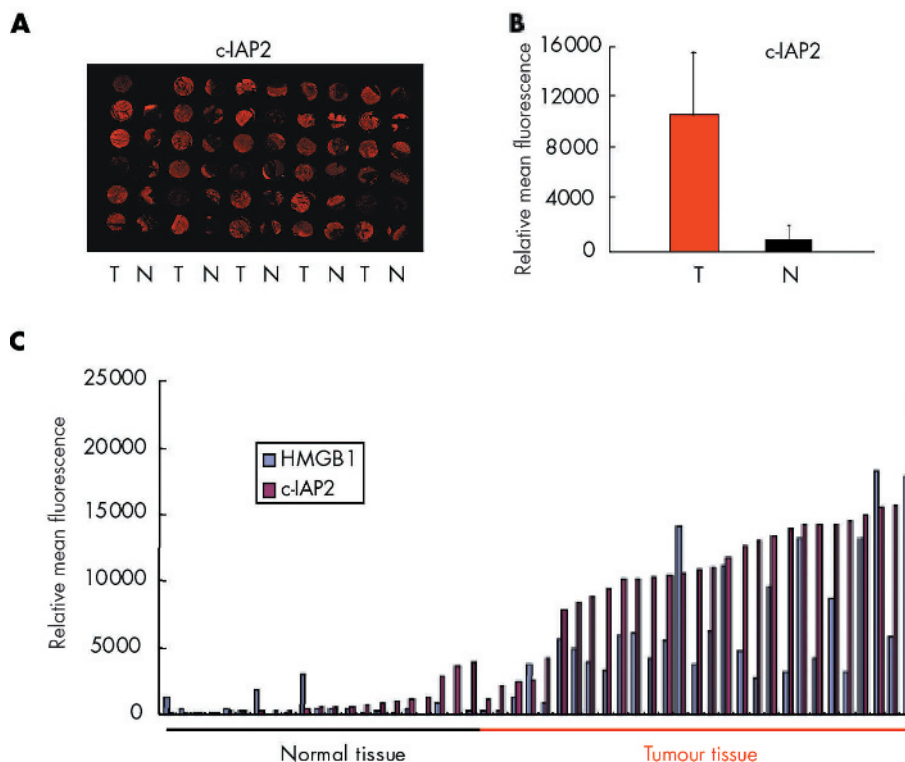 A
c-IAP2
T N T N T N T N T N
B
c-IAP2
Relative mean fluorescence
16000
12000
8000
4000
0
T N
C
Relative mean fluorescence
25000
20000
15000
10000
5000
0
HMGB1
c-IAP2
Normal tissue
Tumour tissue